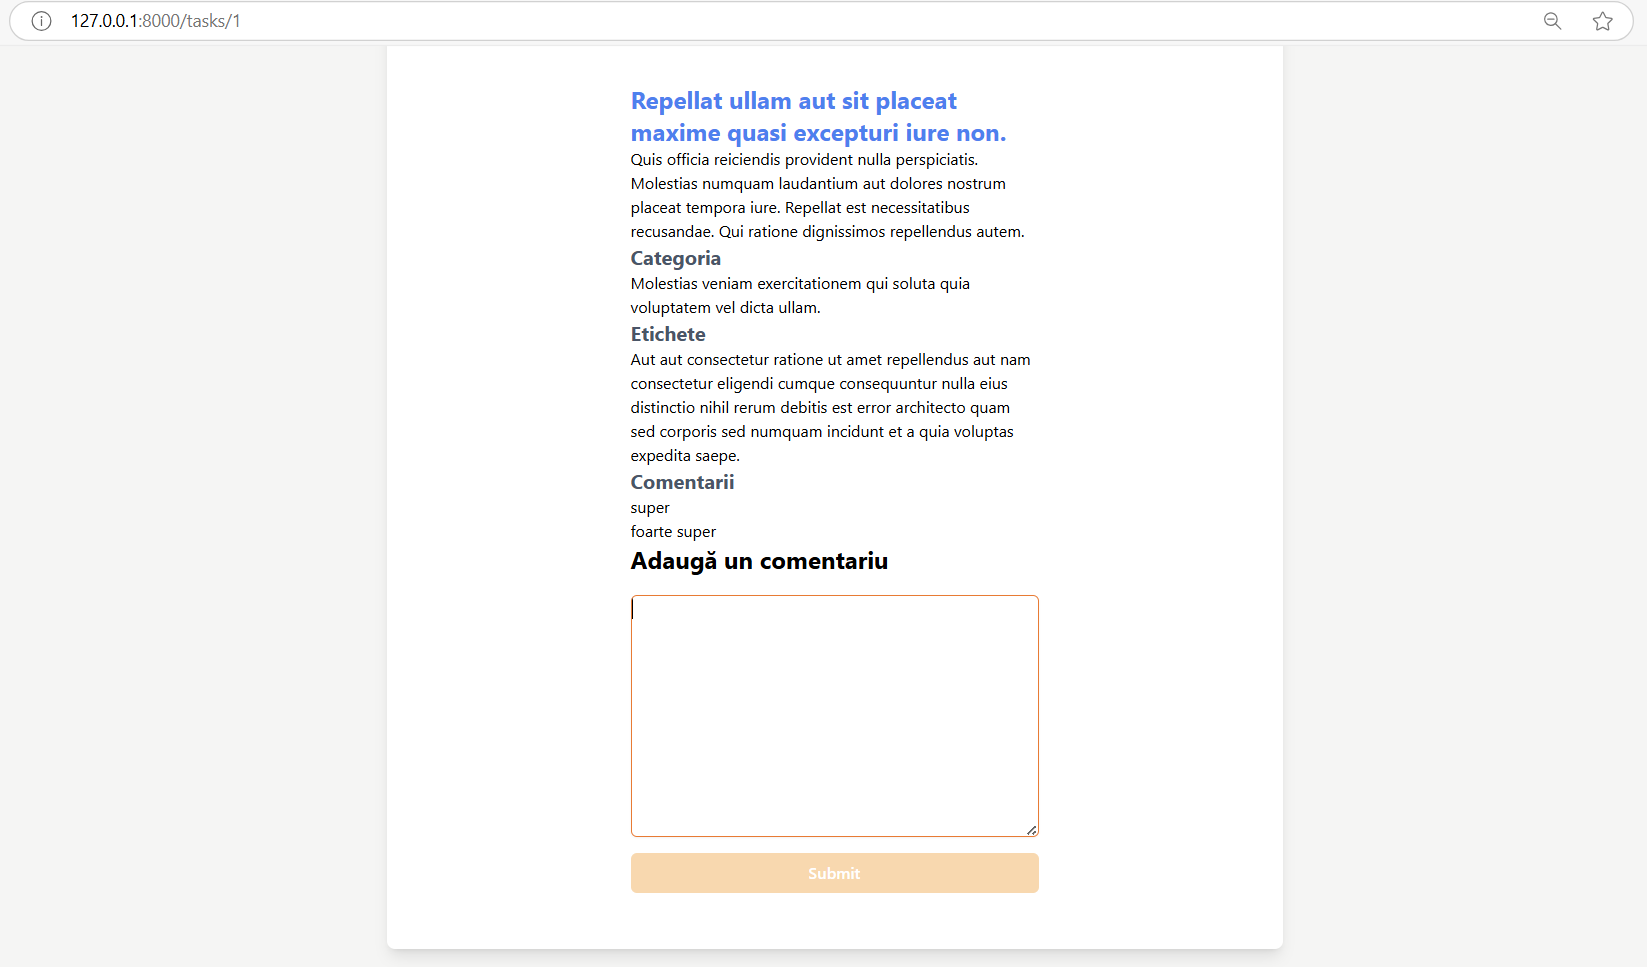 127.0.0.1:8000/tasks/1
Repellat ullam aut sit placeat
maxime quasi excepturi iure non.
Quis officia reiciendis provident nulla perspiciatis.
Molestias numquam laudantium aut dolores nostrum
placeat tempora iure. Repellat est necessitatibus
recusandae. Qui ratione dignissimos repellendus autem.
Categoria
Molestias veniam exercitationem qui soluta quia
voluptatem vel dicta ullam.
Etichete
Aut aut consectetur ratione ut amet repellendus aut nam
consectetur eligendi cumque consequuntur nulla eius
distinctio nihil rerum debitis est error architecto quam
sed corporis sed numquam incidunt et a quia voluptas
expedita saepe.
Comentarii
super
foarte super
Adaugă un comentariu
Submit